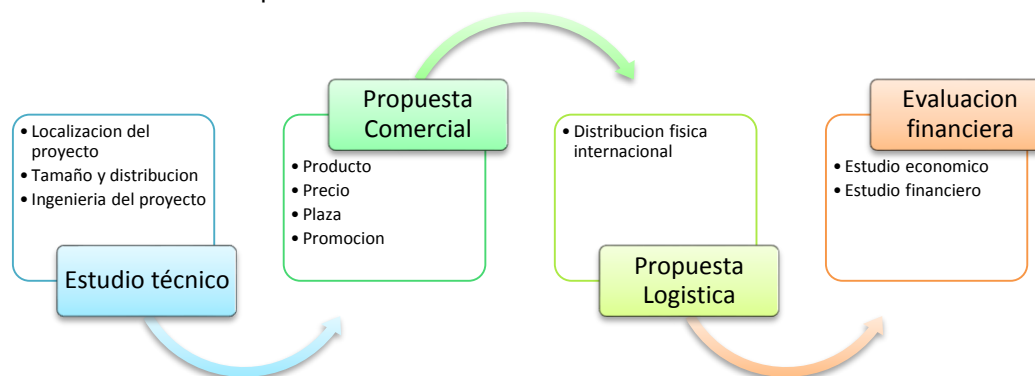 • Localizacion del
proyecto
• Tamaño y distribucion
• Ingenieria del proyecto
Estudio técnico
Propuesta
Comercial
• Producto
• Precio
• Plaza
• Promocion
• Distribucion fisica
internacional
Propuesta
Logistica
Evaluacion
financiera
• Estudio economico
• Estudio financiero